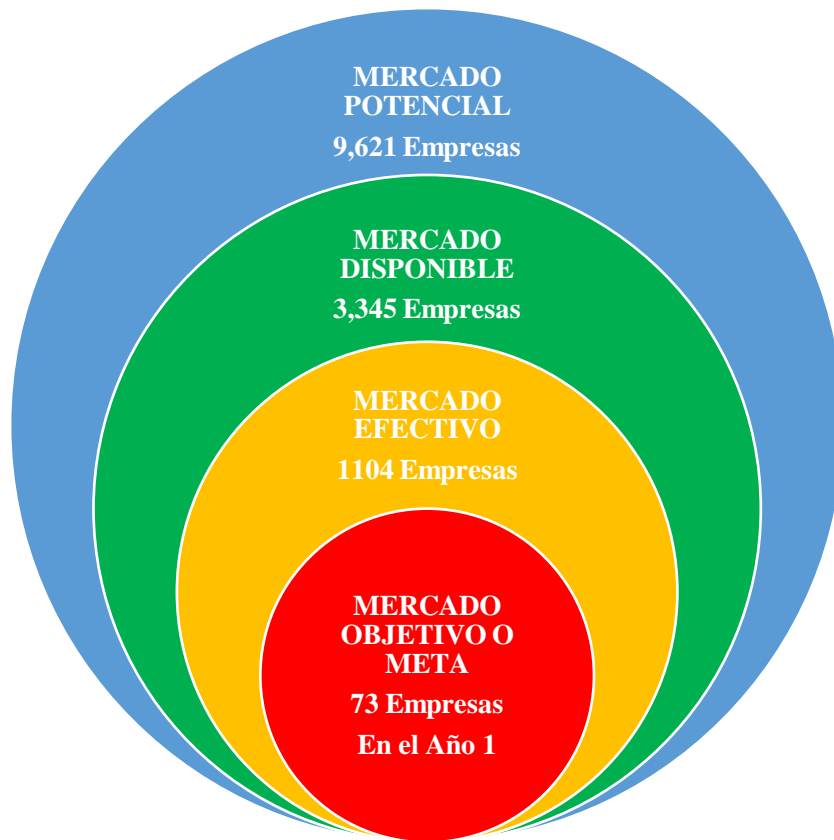 MERCADO
POTENCIAL
9,621 Empresas
MERCADO
DISPONIBLE
3,345 Empresas
MERCADO
EFECTIVO
1104 Empresas
MERCADO
OBJETIVO O
META
73 Empresas
En el Año 1